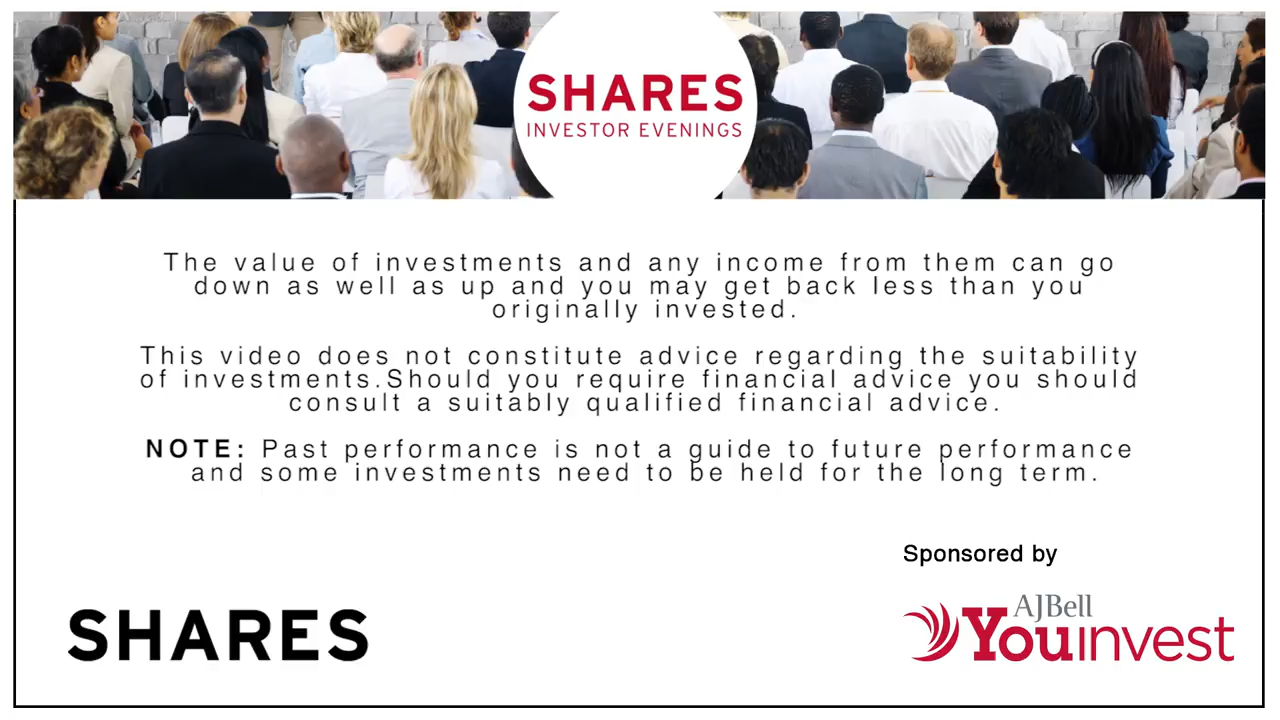 SHARES
INVESTOR EVENINGS
The value of investments and any income from them can go
down as well as up and you may get back less than you
originally invested.
This video does not constitute advice regarding the suitability
of investments.Should you require financial advice you should
consult a suitably qualified financial advice.
NOTE: Past performance is not a guide to future performance
and some investments need to be held for the long term.
Sponsored by
SHARES
AJBell
Youinvest